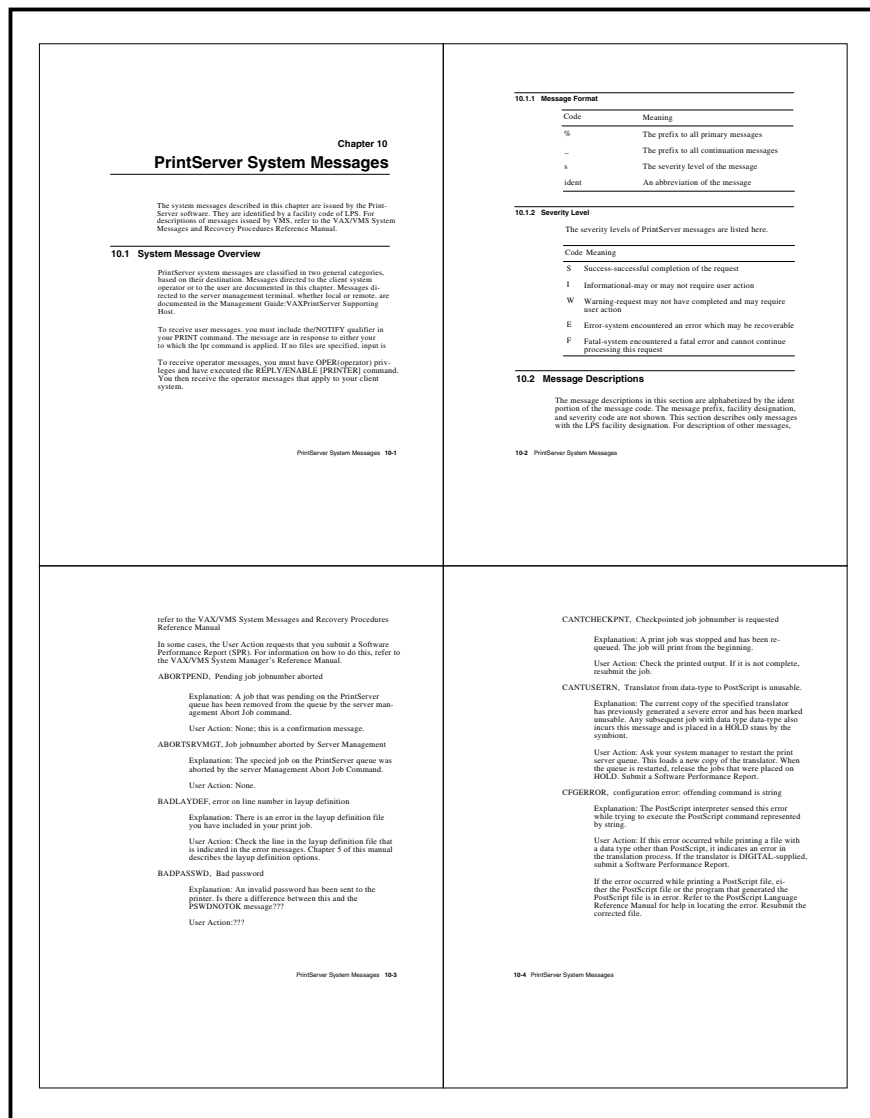 Chapter 10
PrintServer System Messages
The system messages described in this chapter are issued by the Print-
Server software. They are identified by a facility code of LPS. For
descriptions of messages issued by VMS, refer to the VAX/VMS System
Messages and Recovery Procedures Reference Manual.
10.1 System Message Overview
PrintServer system messages are classified in two general categories,
based on their destination. Messages directed to the client system
operator or to the user are documented in this chapter. Messages di-
rected to the server management terminal. whether local or remote. are
documented in the Management Guide:VAXPrintServer Supporting
Host.
To receive user messages. you must include the/NOTIFY qualifier in
your PRINT command. The message are in response to either your
to which the lpr command is applied. If no files are specified, input is
To receive operator messages, you must have OPER(operator) priv-
leges and have executed the REPLY/ENABLE [PRINTER] command.
You then receive the operator messages that apply to your client
system.
PrintServer System Messages 10-1
10.1.1 Message Format
Code Meaning
% The prefix to all primary messages
_ The prefix to all continuation messages
s The severity level of the message
ident An abbreviation of the message
10.1.2 Severity Level
The severity levels of PrintServer messages are listed here.
Code Meaning
S Success-successful completion of the request
I Informational-may or may not require user action
W Warning-request may not have completed and may require
user action
E Error-system encountered an error which may be recoverable
F Fatal-system encountered a fatal error and cannot continue
processing this request
10.2 Message Descriptions
The message descriptions in this section are alphabetized by the ident
portion of the message code. The message prefix, facility designation,
and severity code are not shown. This section describes only messages
with the LPS facility designation. For description of other messages,
10-2 PrintServer System Messages
refer to the VAX/VMS System Messages and Recovery Procedures
Reference Manual
In some cases, the User Action requests that you submit a Software
Performance Report (SPR). For information on how to do this, refer to
the VAX/VMS System Manager's Reference Manual.
ABORTPEND, Pending job jobnumber aborted
Explanation: A job that was pending on the PrintServer
queue has been removed from the queue by the server man-
agement Abort Job command.
User Action: None; this is a confirmation message.
ABORTSRVMGT, Job jobnumber aborted by Server Management
Explanation: The specied job on the PrintServer queue was
aborted by the server Management Abort Job Command.
User Action: None.
BADLAYDEF, error on line number in layup definition
Explanation: There is an error in the layup definition file
you have included in your print job.
User Action: Check the line in the layup definition file that
is indicated in the error messages. Chapter 5 of this manual
describes the layup definition options.
BADPASSWD, Bad password
Explanation: An invalid password has been sent to the
printer. Is there a difference between this and the
PSWDNOTOK message???
User Action:???
PrintServer System Messages 10-3
CANTCHECKPNT, Checkpointed job jobnumber is requested
Explanation: A print job was stopped and has been re-
queued. The job will print from the beginning.
User Action: Check the printed output. If it is not complete,
resubmit the job.
CANTUSETRN, Translator from data-type to PostScript is unusable.
Explanation: The current copy of the specified translator
has previously generated a severe error and has been marked
unusable. Any subsequent job with data type data-type also
incurs this message and is placed in a HOLD staus by the
symbiont.
User Action: Ask your system manager to restart the print
server queue. This loads a new copy of the translator. When
the queue is restarted, release the jobs that were placed on
HOLD. Submit a Software Performance Report.
CFGERROR, configuration error: offending command is string
Explanation: The PostScript interpreter sensed this error
while trying to execute the PostScript command represented
by string.
User Action: If this error occurred while printing a file with
a data type other than PostScript, it indicates an error in
the translation process. If the translator is DIGITAL-supplied,
submit a Software Performance Report.
If the error occurred while printing a PostScript file, ei-
ther the PostScript file or the program that generated the
PostScript file is in error. Refer to the PostScript Language
Reference Manual for help in locating the error. Resubmit the
corrected file.
10-4 PrintServer System Messages